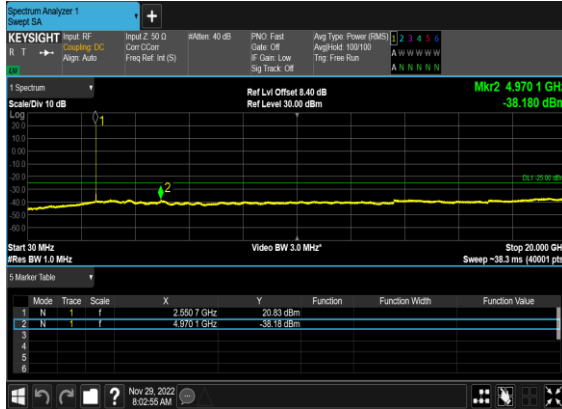 Spectrum Analyzer 1
Swept SA
+
KEYSIGHT Input: RF Input Z: 50 Ω #Atten: 40 dB PNO: Fast Avg Type: Power (RMS) 1 2 3 4 5 6
R T Coupling: DC Corr CCorr Gate: Off Avg|Hold: 100/100 A W W W W W
Align: Auto Freq Ref: Int (S) IF Gain: Low Trig: Free Run
Sig Track: Off A N N N N N
1 Spectrum Ref Lvl Offset 8.40 dB Mkr2 4.970 1 GHz
Scale/Div 10 dB Ref Level 30.00 dBm -38.180 dBm
Log
20.0
10.0
0.00
-10.0
-20.0
-30.0
-40.0
-50.0
-60.0
1
2
DL1 -25.00 dBm
Start 30 MHz Video BW 3.0 MHz* Stop 20.000 GHz
#Res BW 1.0 MHz Sweep ~38.3 ms (40001 pts)
5 Marker Table
Mode Trace Scale X Y Function Function Width Function Value
1 N 1 f 2.550 7 GHz 20.83 dBm
2 N 1 f 4.970 1 GHz -38.18 dBm
3
4
5
6
? Nov 29, 2022
8:02:55 AM